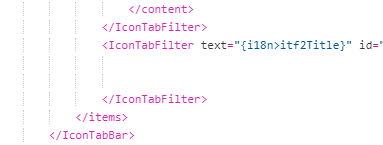 </content>
</IconTabFilter>
<IconTabFilter text="{i18n>itf2Title}" id="
</IconTabFilter>
</items>
</IconTabBar>